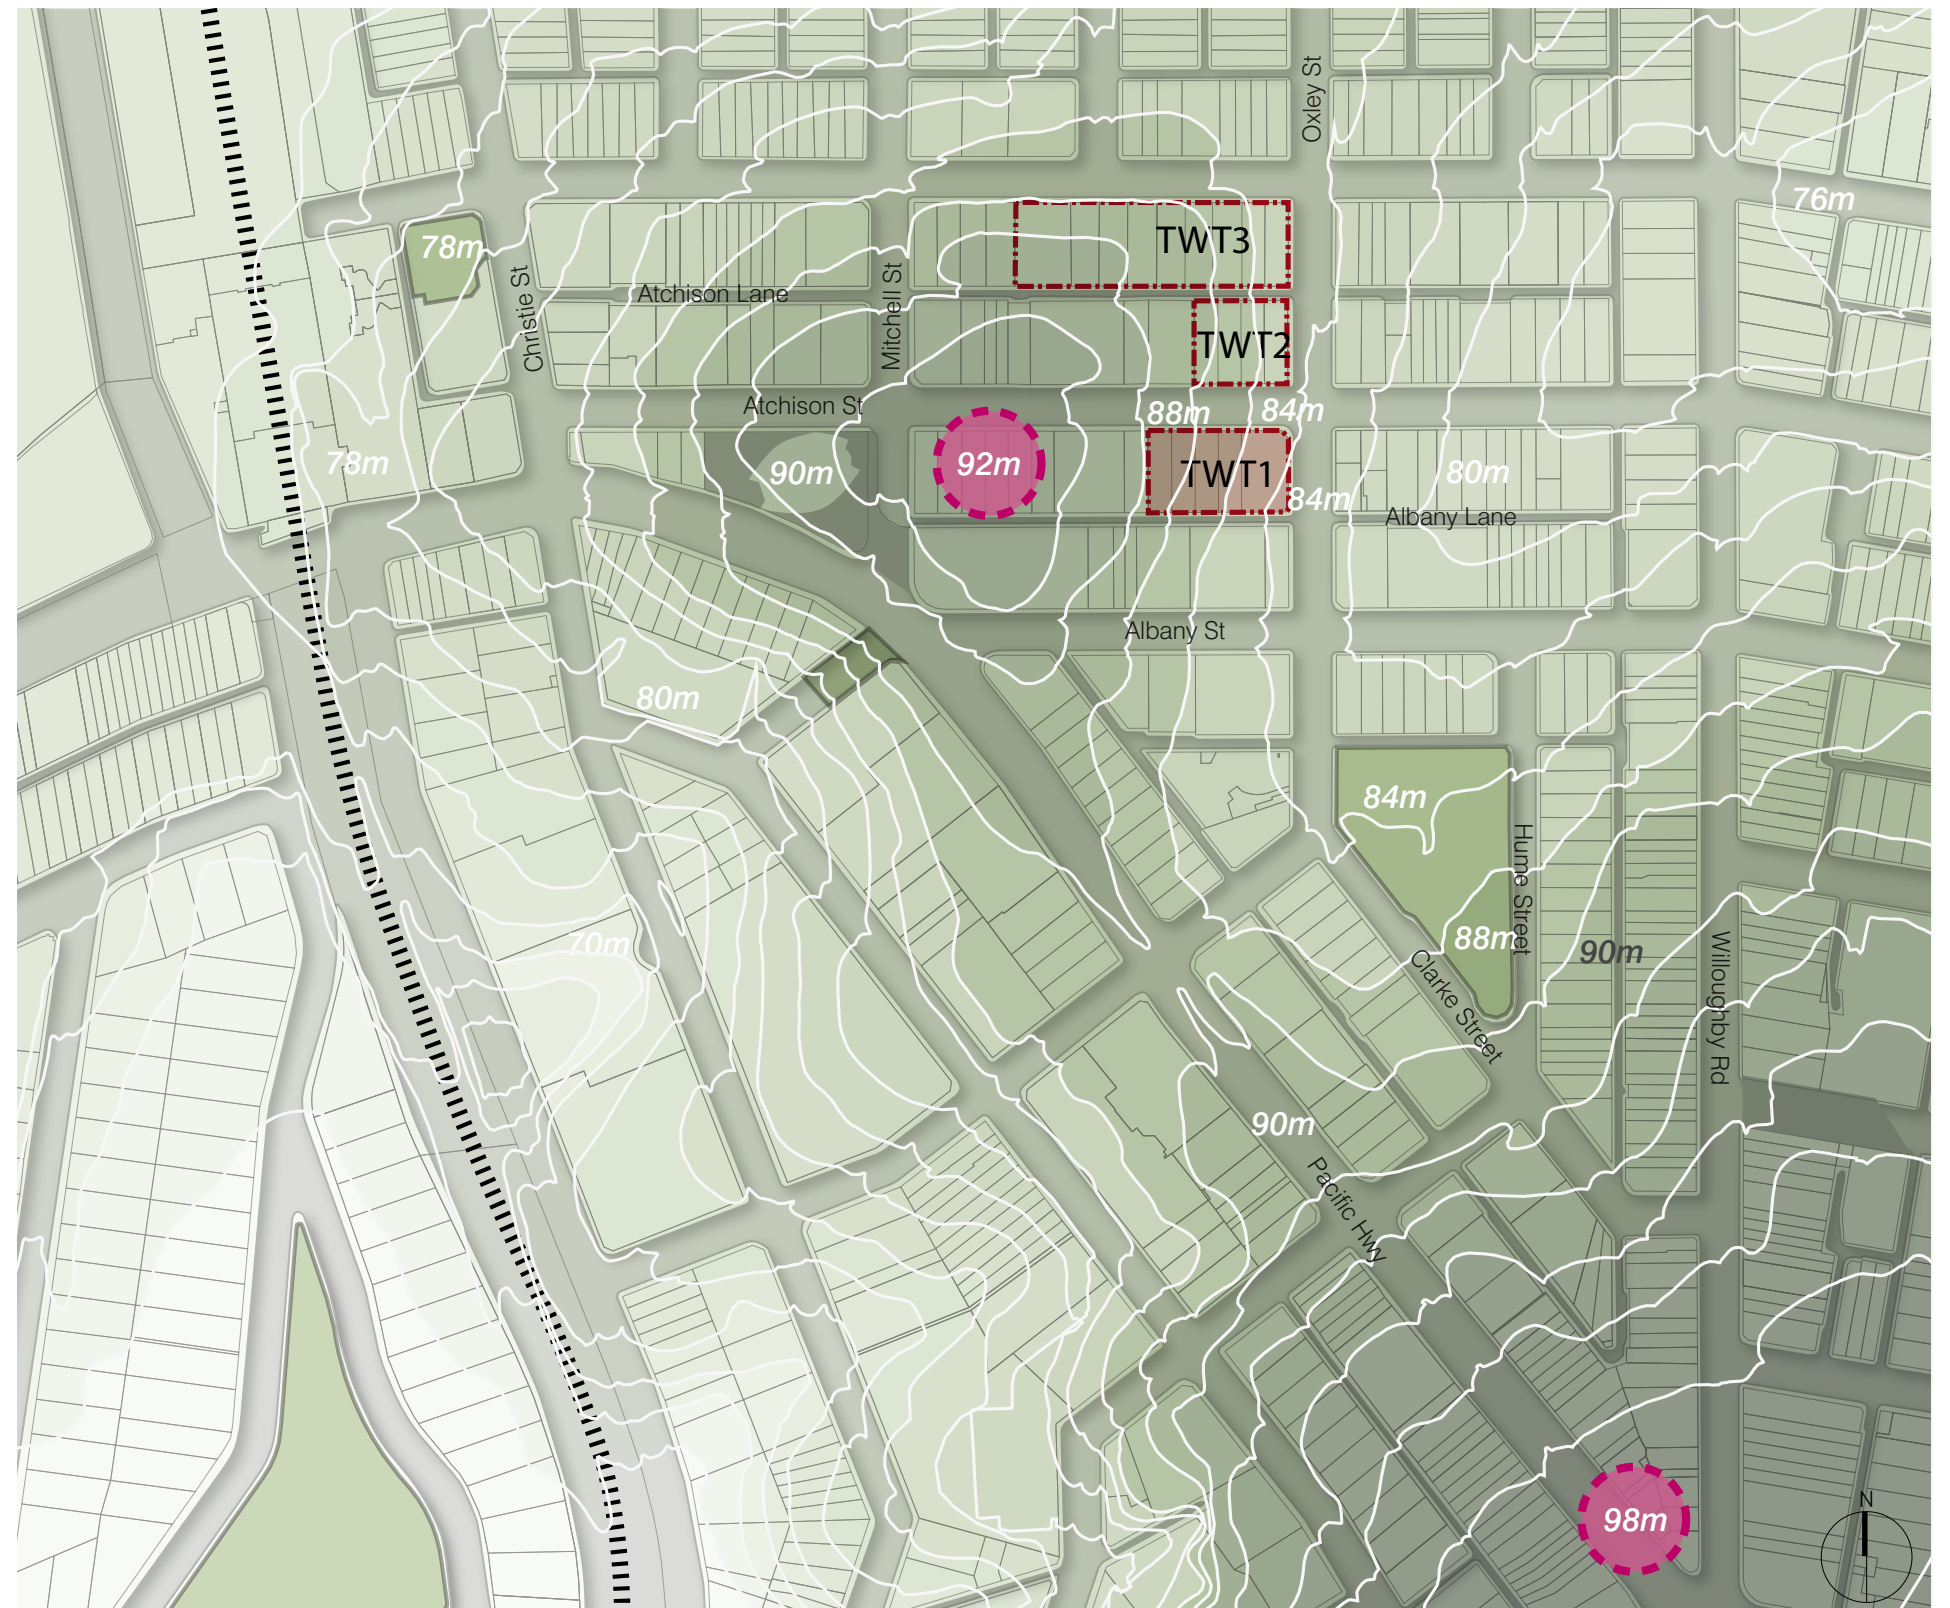 Oxley St
76m
TWT3
78m
Christie St
Atchison Lane
Mitchell St
TWT2
Atchison St
88m
84m
78m
90m
92m
TWT1
84m
80m
Albany Lane
Albany St
80m
84m
Hume Street
88m
90m
70m
Clarke Street
Willoughby Rd
90m
Pacific Hwy
98m
N